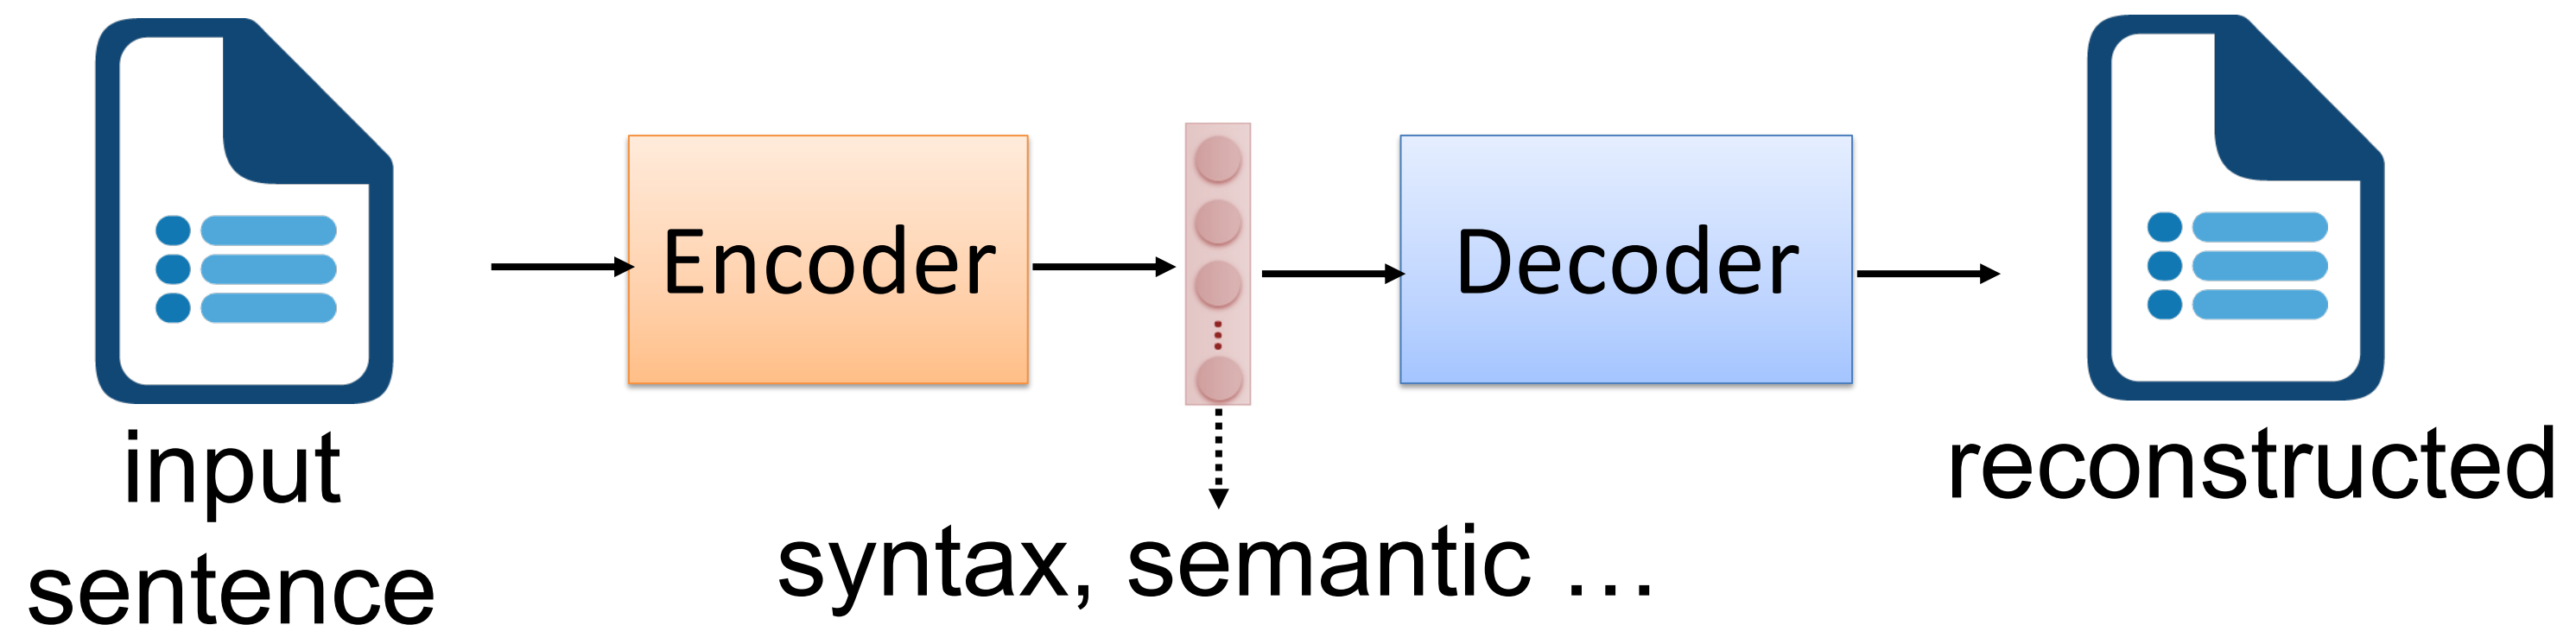 Encoder
Decoder
input
sentence
syntax, semantic …
reconstructed